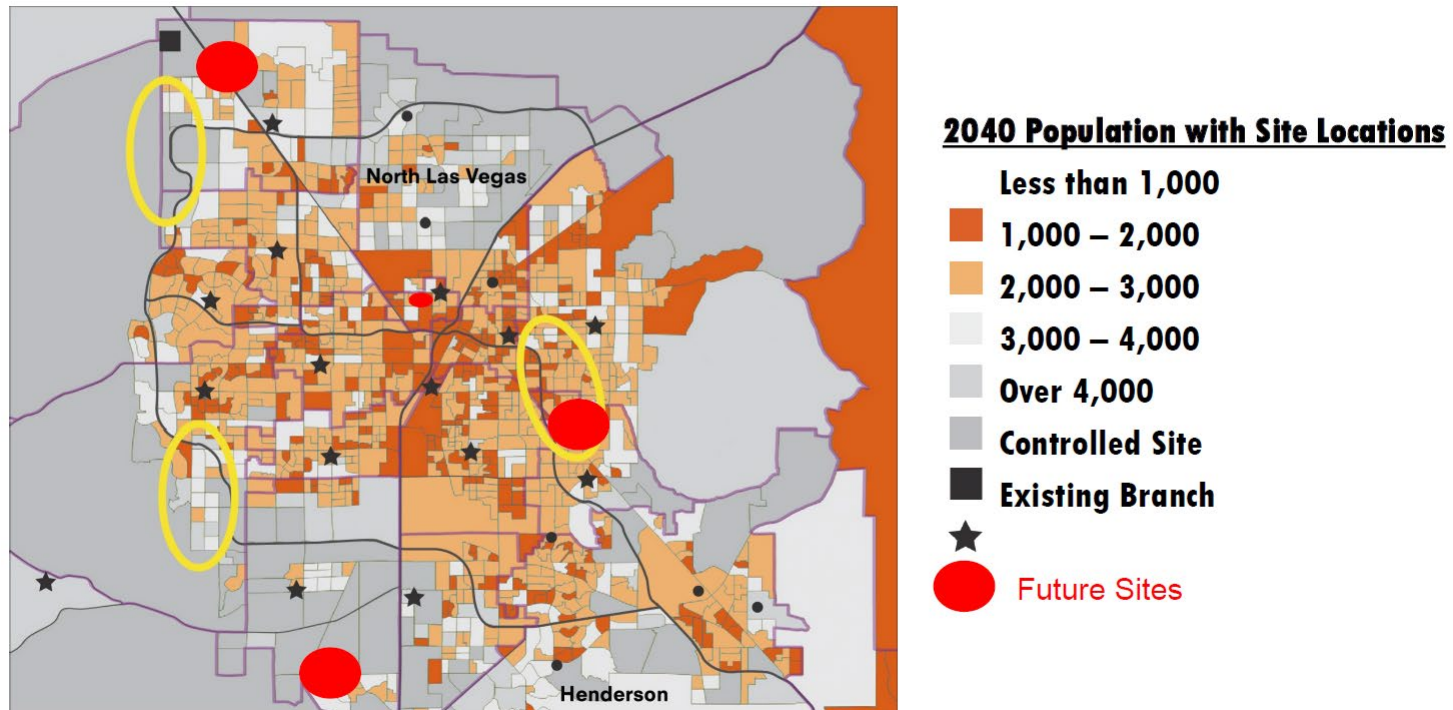 North Las Vegas
Henderson
2040 Population with Site Locations
Less than 1,000
1,000 – 2,000
2,000 – 3,000
3,000 – 4,000
Over 4,000
Controlled Site
Existing Branch
Future Sites